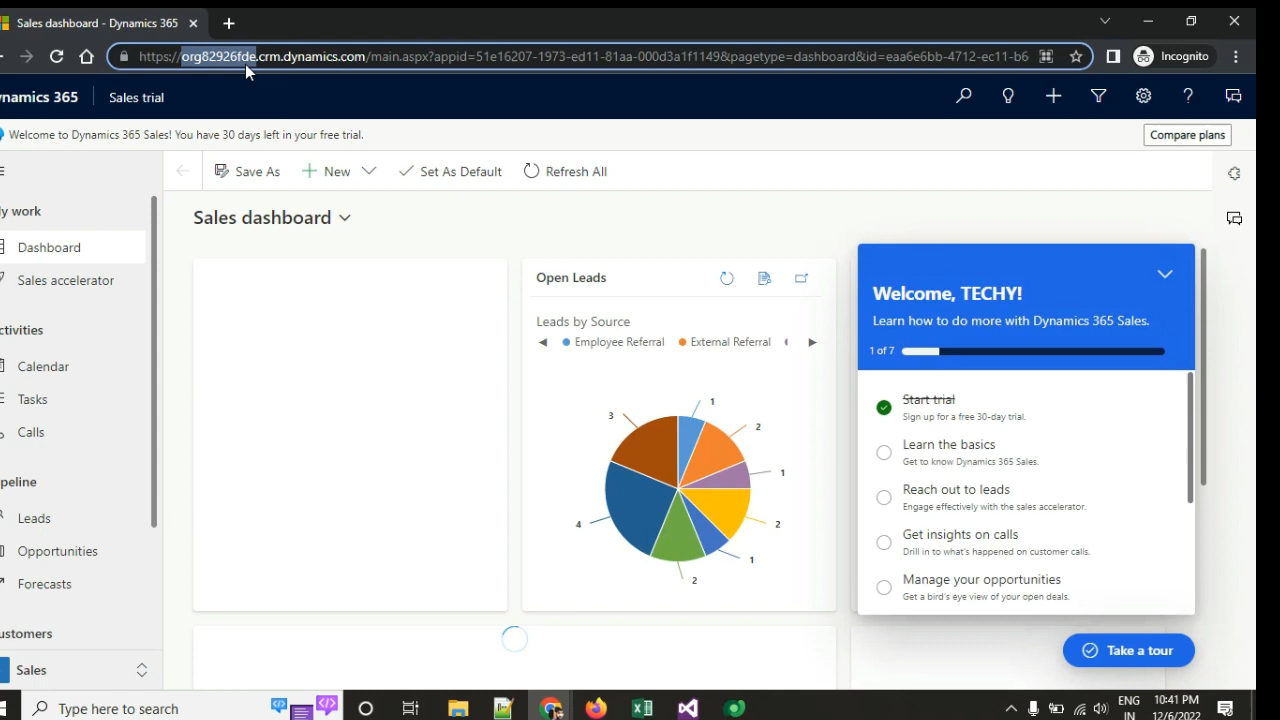 Sales dashboard - Dynamics 365
https://org82926fde.crm.dynamics.com/main.aspx?appid=51e16207-1973-ed11-81aa-000d3a1f1149&pagetype=dashboard&id=eaa6e6bb-4712-ec11-b6
Incognito
ynamics 365
Sales trial
Welcome to Dynamics 365 Sales! You have 30 days left in your free trial.
Compare plans
Save As
New
Set As Default
Refresh All
y work
Dashboard
Sales accelerator
ctivities
Calendar
Tasks
Calls
ipeline
Leads
Opportunities
Forecasts
ustomers
Sales
Sales dashboard
Open Leads
Leads by Source
Employee Referral
External Referral
1
2
1
2
1
2
4
3
Welcome, TECHY!
Learn how to do more with Dynamics 365 Sales.
1 of 7
Start trial
Sign up for a free 30-day trial.
Learn the basics
Get to know Dynamics 365 Sales.
Reach out to leads
Engage effectively with the sales accelerator.
Get insights on calls
Drill in to what's happened on customer calls.
Manage your opportunities
Get a bird's eye view of your open deals.
Take a tour
Type here to search
ENG
IN
10:41 PM
12/6/2022